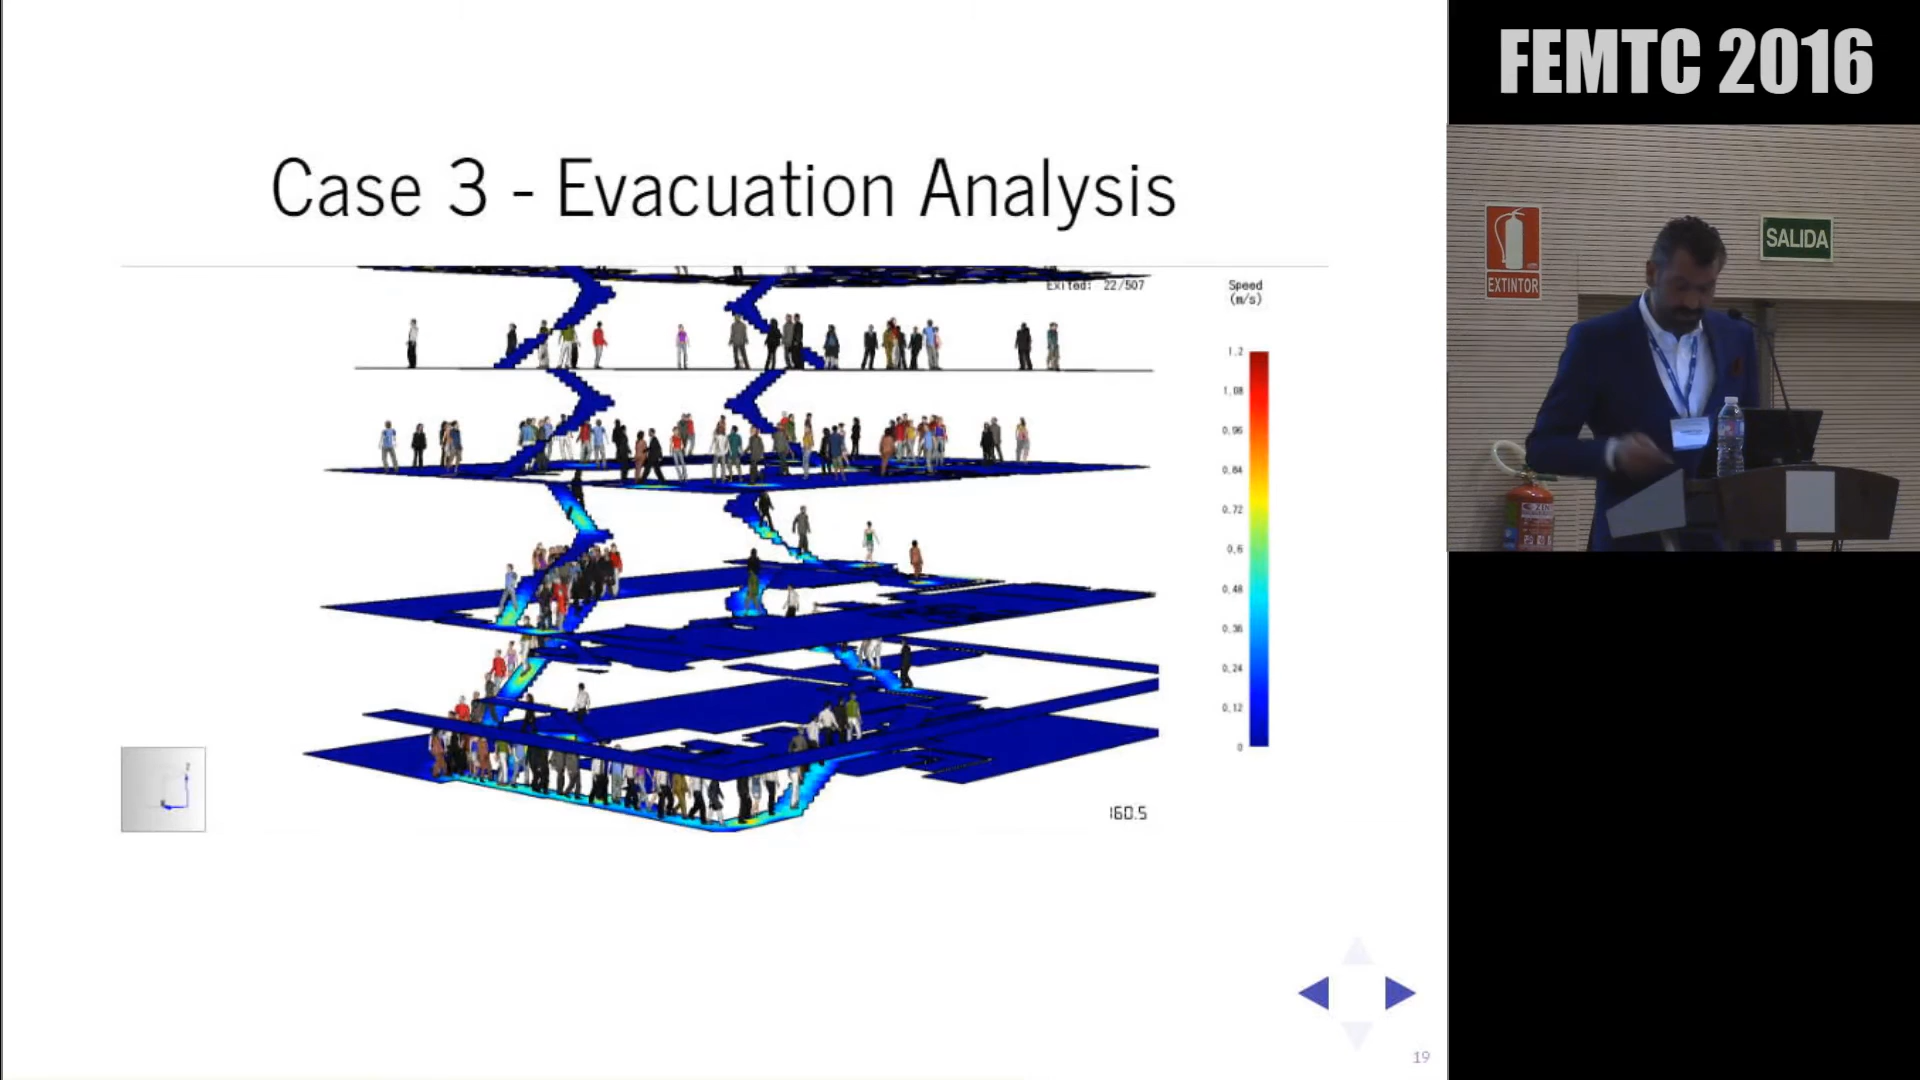 FEMTC 2016
Case 3 - Evacuation Analysis
Exited: 22/507
Speed
(m/s)
1.2
1.08
0.96
0.84
0.72
0.6
0.48
0.36
0.24
0.12
0
160.5
19
EXTINTOR
SALIDA